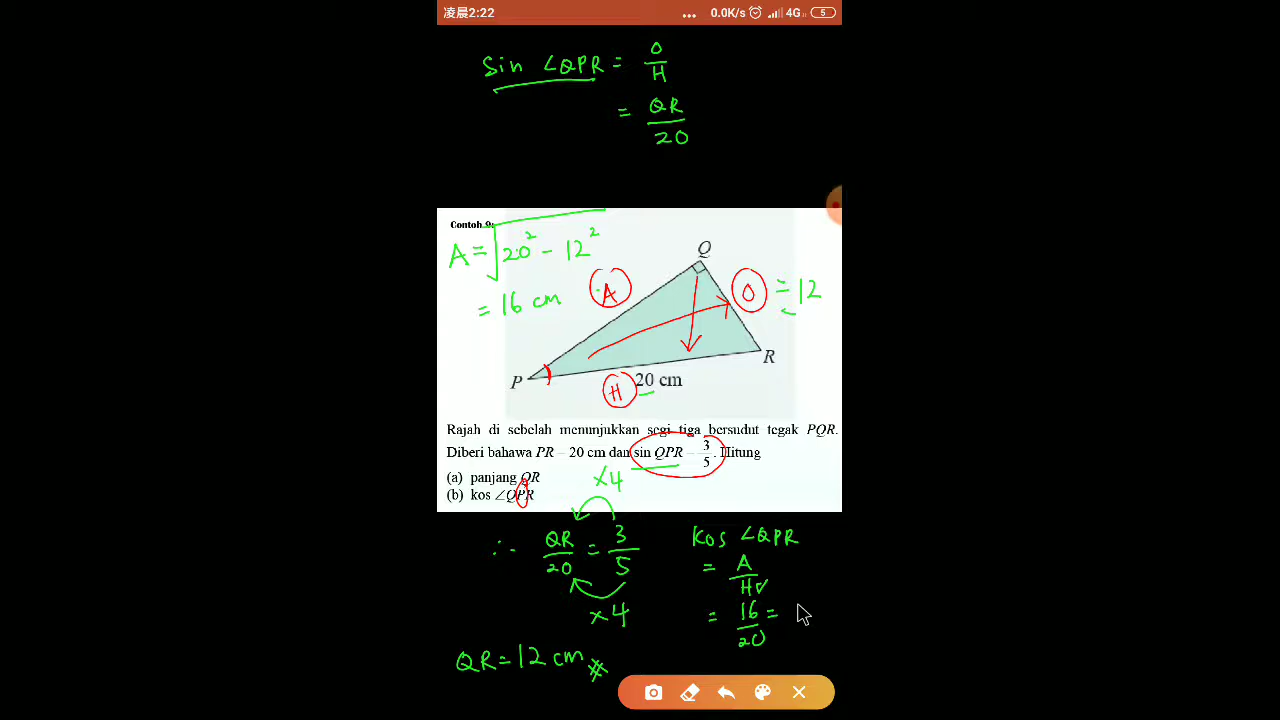 凌晨2:22 ... 0.0K/s 4G 5
Sin ∠QPR = O/H
= QR/20
Contoh 9:
A = √20² - 12²
= 16 cm
A
Q
O = 12
P
R
H 20 cm
Rajah di sebelah menunjukkan segi tiga bersudut tegak PQR.
Diberi bahawa PR = 20 cm dan sin QPR = 3/5. Hitung
(a) panjang QR
(b) kos ∠QPR
×4
∴ QR/20 = 3/5
×4
QR = 12 cm
Kos ∠QPR
= A/H
= 16/20 =